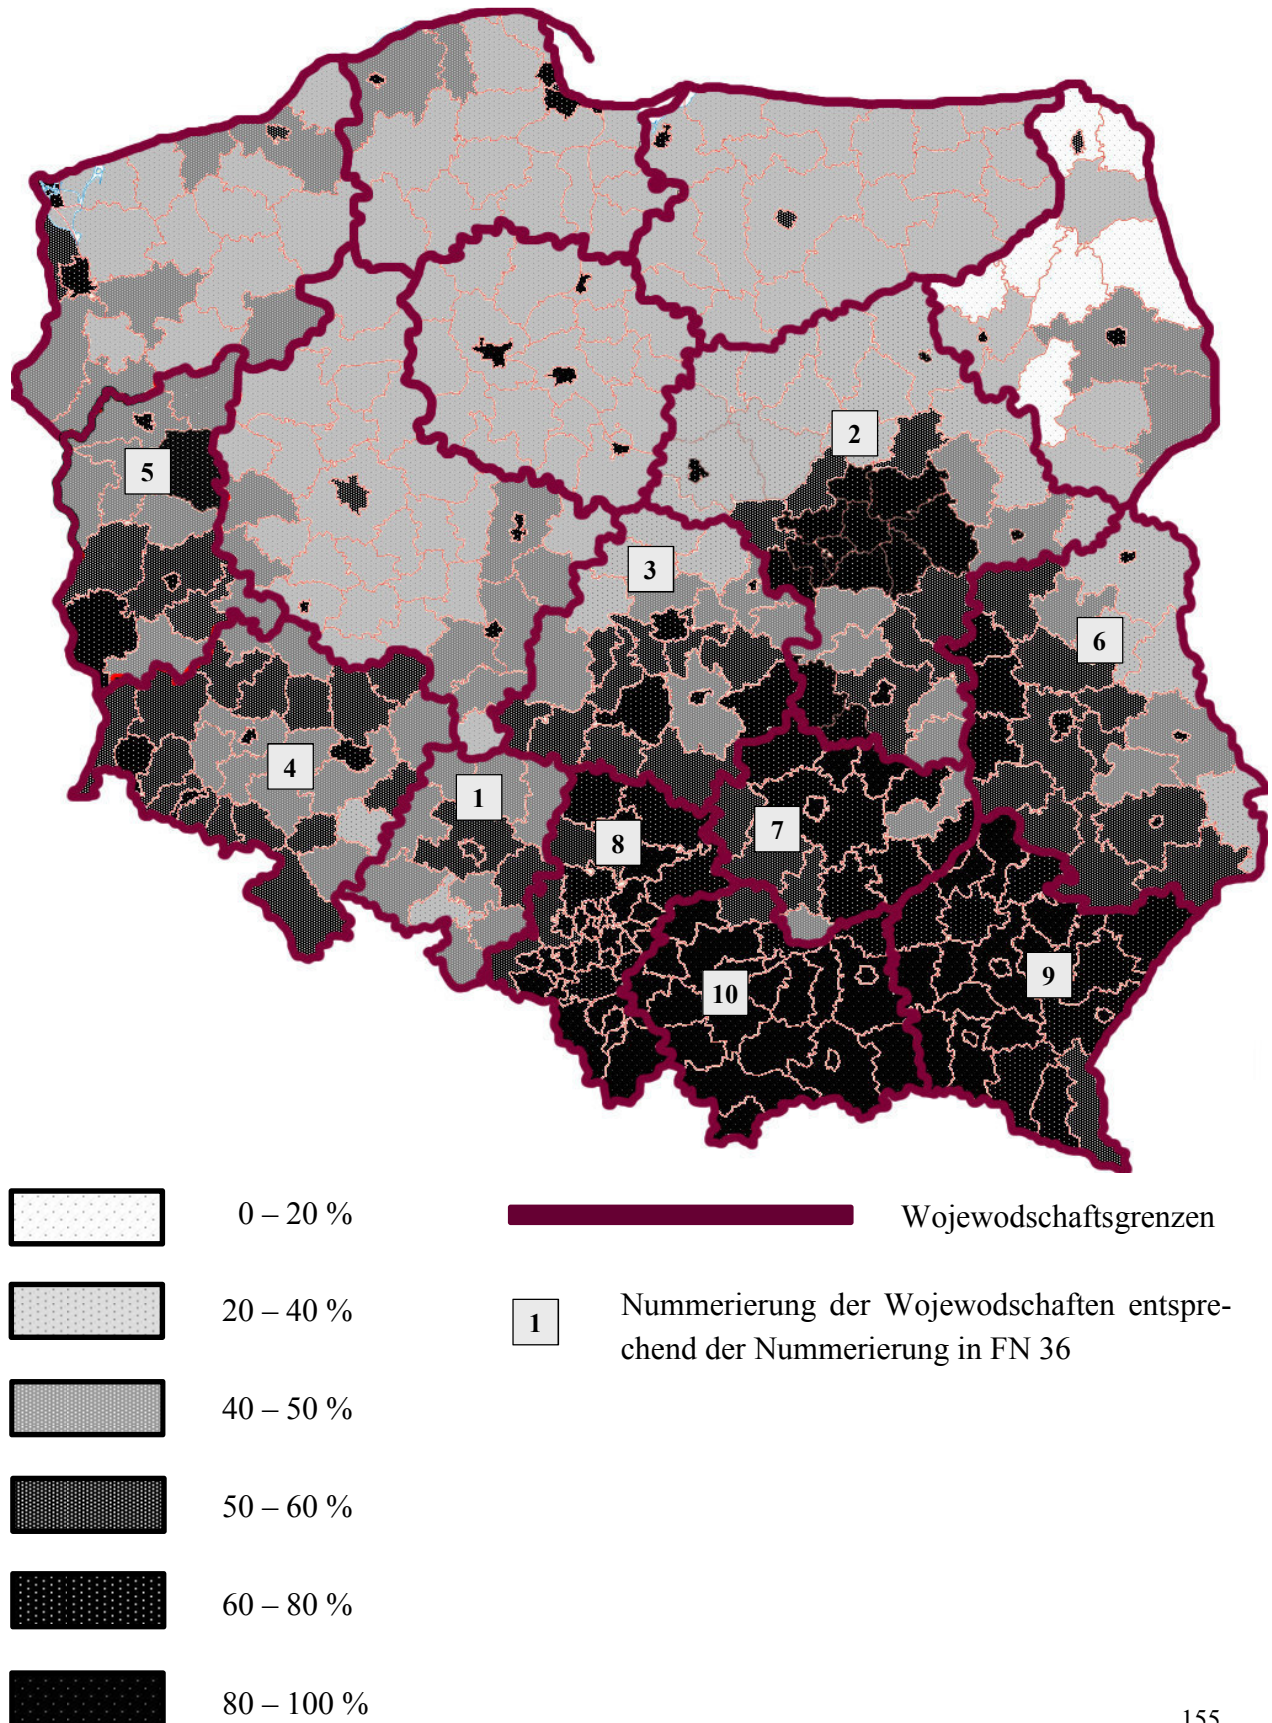 2
5
3
6
4
1
8
7
9
10
0 – 20 %
Wojewodschaftsgrenzen
20 – 40 %
1
Nummerierung der Wojewodschaften entspre-
chend der Nummerierung in FN 36
40 – 50 %
50 – 60 %
60 – 80 %
80 – 100 %
155